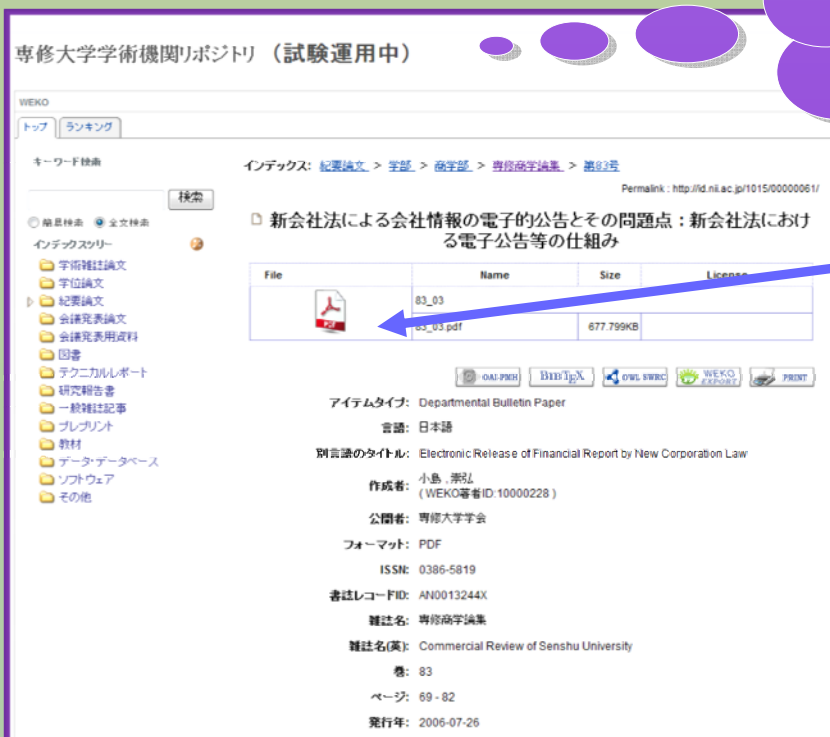 専修大学学術機関リポジトリ （試験運用中）
WEKO
トップ ランキング
キーワード検索
検索
簡易検索 全文検索
インデックスツリー
学術雑誌論文
学位論文
紀要論文
会議発表論文
会議発表用資料
図書
テクニカルレポート
研究報告書
一般雑誌記事
プレプリント
教材
データ・データベース
ソフトウェア
その他
インデックス: 紀要論文 > 学部 > 商学部 > 専修商学論集 > 第83号
Permalink : http://id.nii.ac.jp/1015/00000061/
新会社法による会社情報の電子的公告とその問題点：新会社法におけ
る電子公告等の仕組み
File Name Size License
83_03
PDF
83_03.pdf 677.799KB
OAI-PMH BIBTEX OWL SWRC WEKO EXPORT PRINT
アイテムタイプ: Departmental Bulletin Paper
言語: 日本語
別言語のタイトル: Electronic Release of Financial Report by New Corporation Law
作成者: 小島, 崇弘
(WEKO著者ID:10000228 )
公開者: 専修大学学会
フォーマット: PDF
ISSN: 0386-5819
書誌レコードID: AN0013244X
雑誌名: 専修商学論集
雑誌名(英): Commercial Review of Senshu University
巻: 83
ページ: 69 - 82
発行年: 2006-07-26